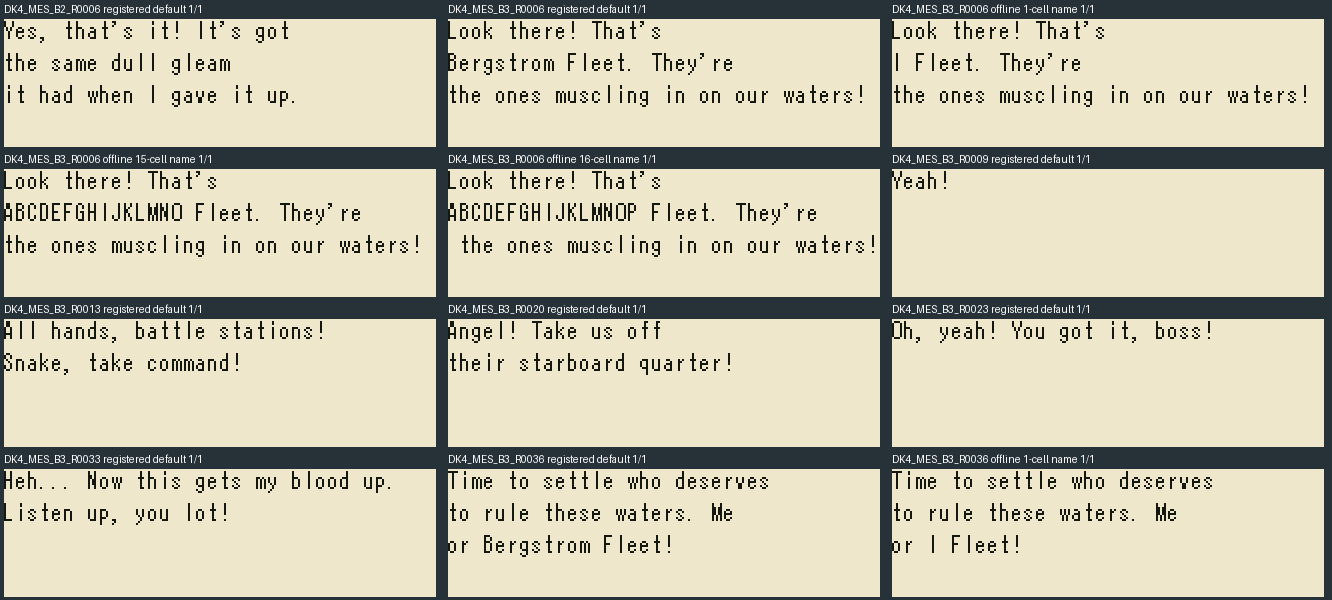 DK4_MES_B2_R0006 registered default 1/1
Yes, that's it! It's got
the same dull gleam
it had when I gave it up.
DK4_MES_B3_R0006 registered default 1/1
Look there! That's
Bergstrom Fleet. They're
the ones muscling in on our waters!
DK4_MES_B3_R0006 offline 1-cell name 1/1
Look there! That's
I Fleet. They're
the ones muscling in on our waters!
DK4_MES_B3_R0006 offline 15-cell name 1/1
Look there! That's
ABCDEFGHIJKLMNO Fleet. They're
the ones muscling in on our waters!
DK4_MES_B3_R0006 offline 16-cell name 1/1
Look there! That's
ABCDEFGHIJKLMNOP Fleet. They're
the ones muscling in on our waters!
DK4_MES_B3_R0009 registered default 1/1
Yeah!
DK4_MES_B3_R0013 registered default 1/1
All hands, battle stations!
Snake, take command!
DK4_MES_B3_R0020 registered default 1/1
Angel! Take us off
their starboard quarter!
DK4_MES_B3_R0023 registered default 1/1
Oh, yeah! You got it, boss!
DK4_MES_B3_R0033 registered default 1/1
Heh... Now this gets my blood up.
Listen up, you lot!
DK4_MES_B3_R0036 registered default 1/1
Time to settle who deserves
to rule these waters. Me
or Bergstrom Fleet!
DK4_MES_B3_R0036 offline 1-cell name 1/1
Time to settle who deserves
to rule these waters. Me
or I Fleet!